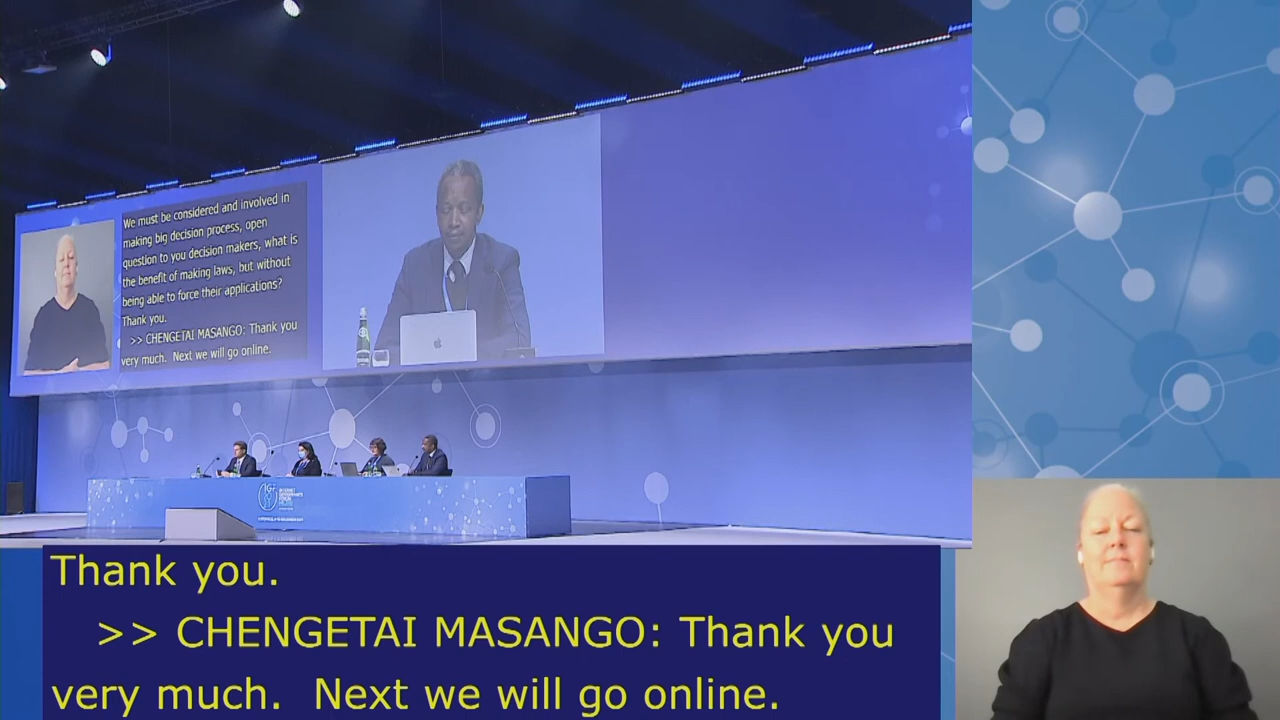 We must be considered and involved in
making big decision process, open
question to you decision makers, what is
the benefit of making laws, but without
being able to force their applications?
Thank you.
>> CHENGETAI MASANGO: Thank you
very much. Next we will go online.
Thank you.
>> CHENGETAI MASANGO: Thank you
very much. Next we will go online.